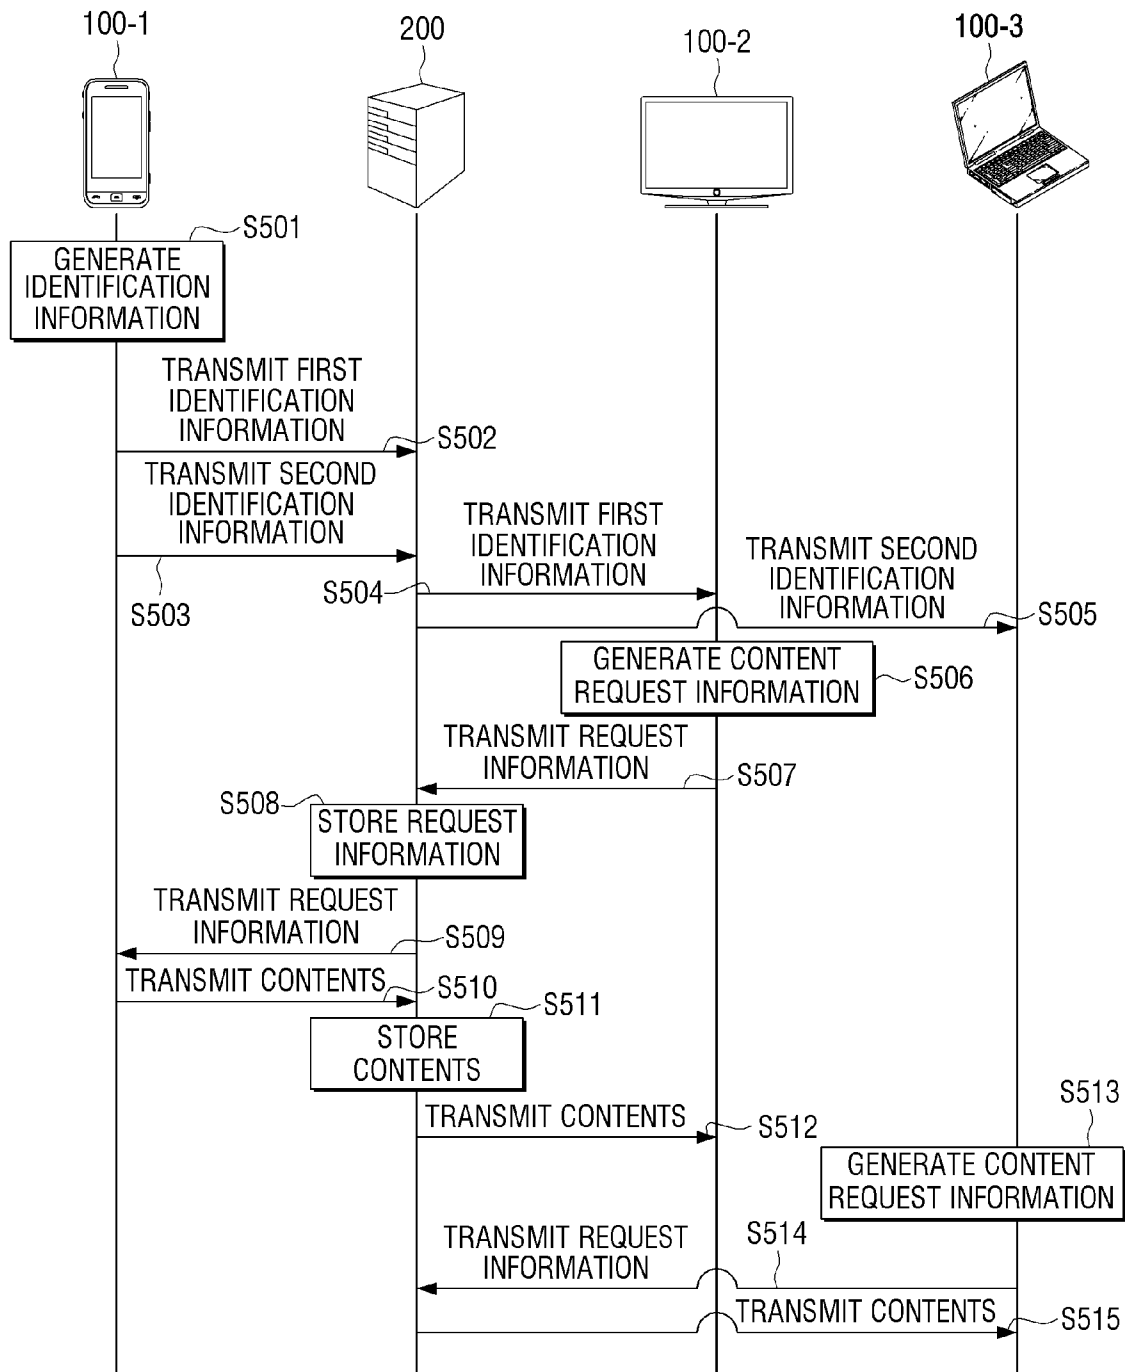 100-1
200
100-2
100-3
S501
GENERATE
IDENTIFICATION
INFORMATION
TRANSMIT FIRST
IDENTIFICATION
INFORMATION
S502
TRANSMIT SECOND
IDENTIFICATION
INFORMATION
S503
TRANSMIT FIRST
IDENTIFICATION
INFORMATION
S504
TRANSMIT SECOND
IDENTIFICATION
INFORMATION
S505
GENERATE CONTENT
REQUEST INFORMATION
S506
TRANSMIT REQUEST
INFORMATION
S507
S508
STORE REQUEST
INFORMATION
TRANSMIT REQUEST
INFORMATION
S509
TRANSMIT CONTENTS
S510
S511
STORE
CONTENTS
TRANSMIT CONTENTS
S512
S513
GENERATE CONTENT
REQUEST INFORMATION
TRANSMIT REQUEST
INFORMATION
S514
TRANSMIT CONTENTS
S515